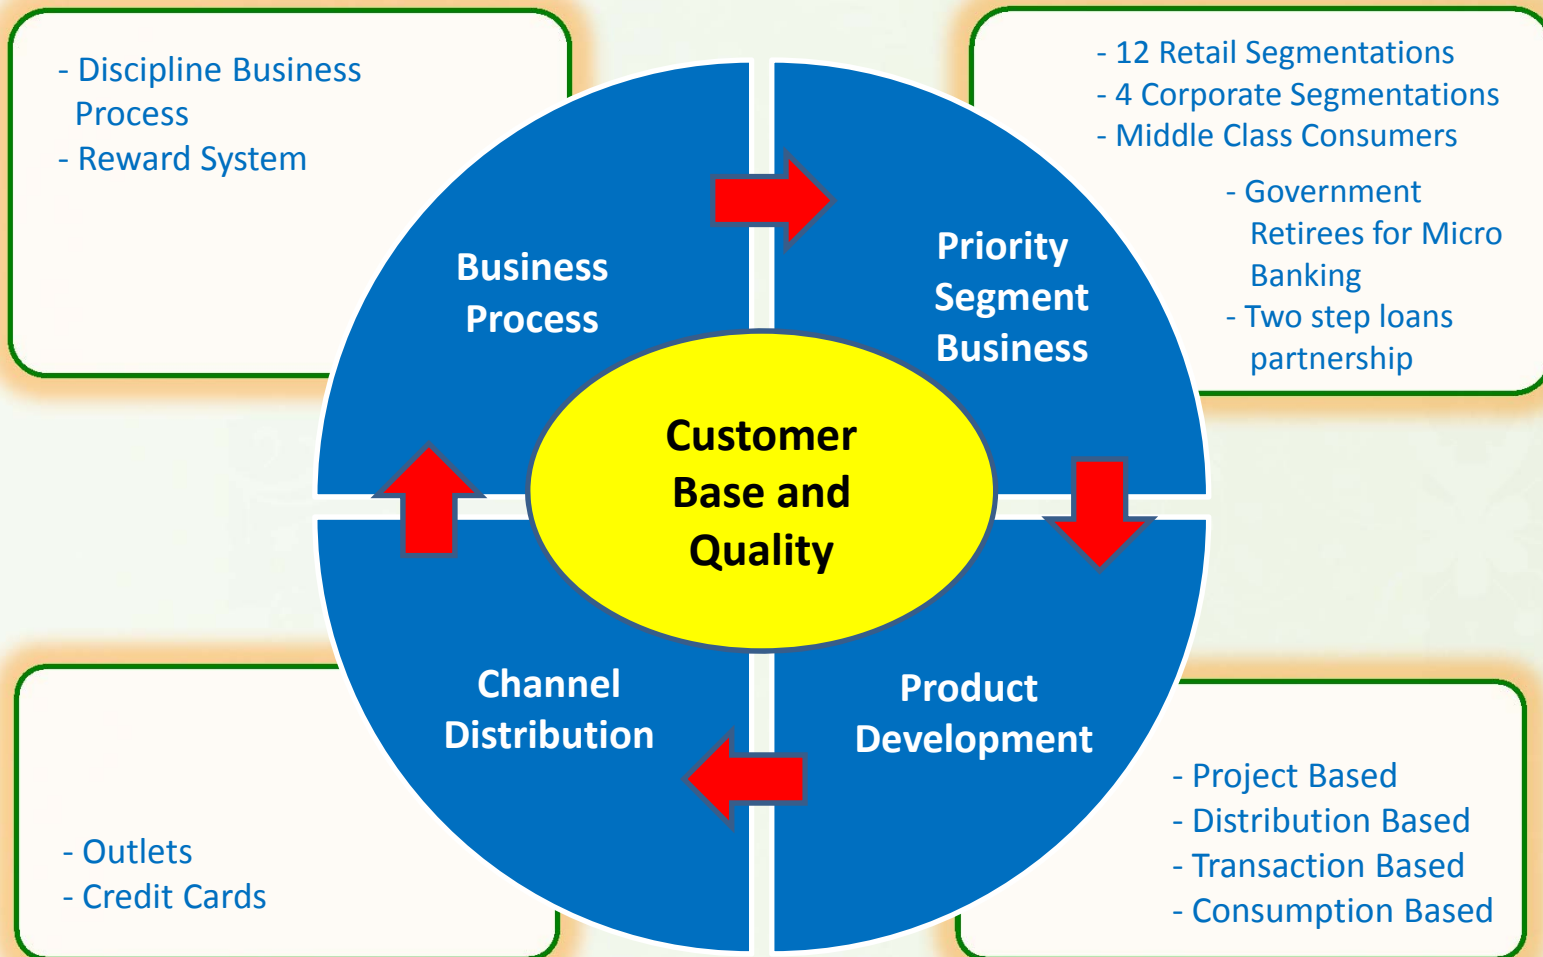 - Discipline Business
Process
- Reward System
- 12 Retail Segmentations
- 4 Corporate Segmentations
- Middle Class Consumers
- Government
Retirees for Micro
Banking
- Two step loans
partnership
Business
Process
Priority
Segment
Business
Customer
Base and
Quality
Channel
Distribution
Product
Development
- Outlets
- Credit Cards
- Project Based
- Distribution Based
- Transaction Based
- Consumption Based